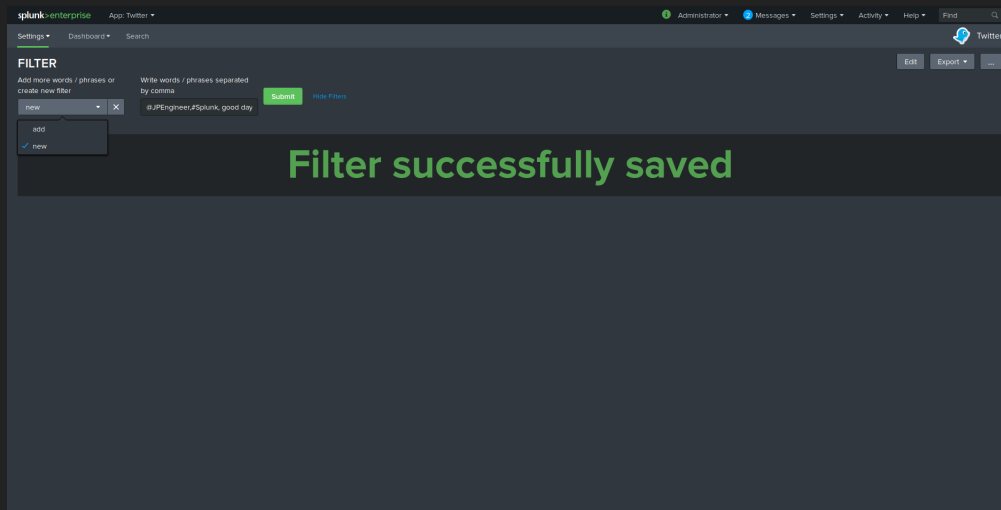 splunk>enterprise App: Twitter
i Administrator 2 Messages Settings Activity Help Find
Settings Dashboard Search
Twitter
FILTER
Edit Export ...
Add more words / phrases or
create new filter
Write words / phrases separated
by comma
new
@JPEngineer,#Splunk, good day
Submit
Hide Filters
add
new
Filter successfully saved